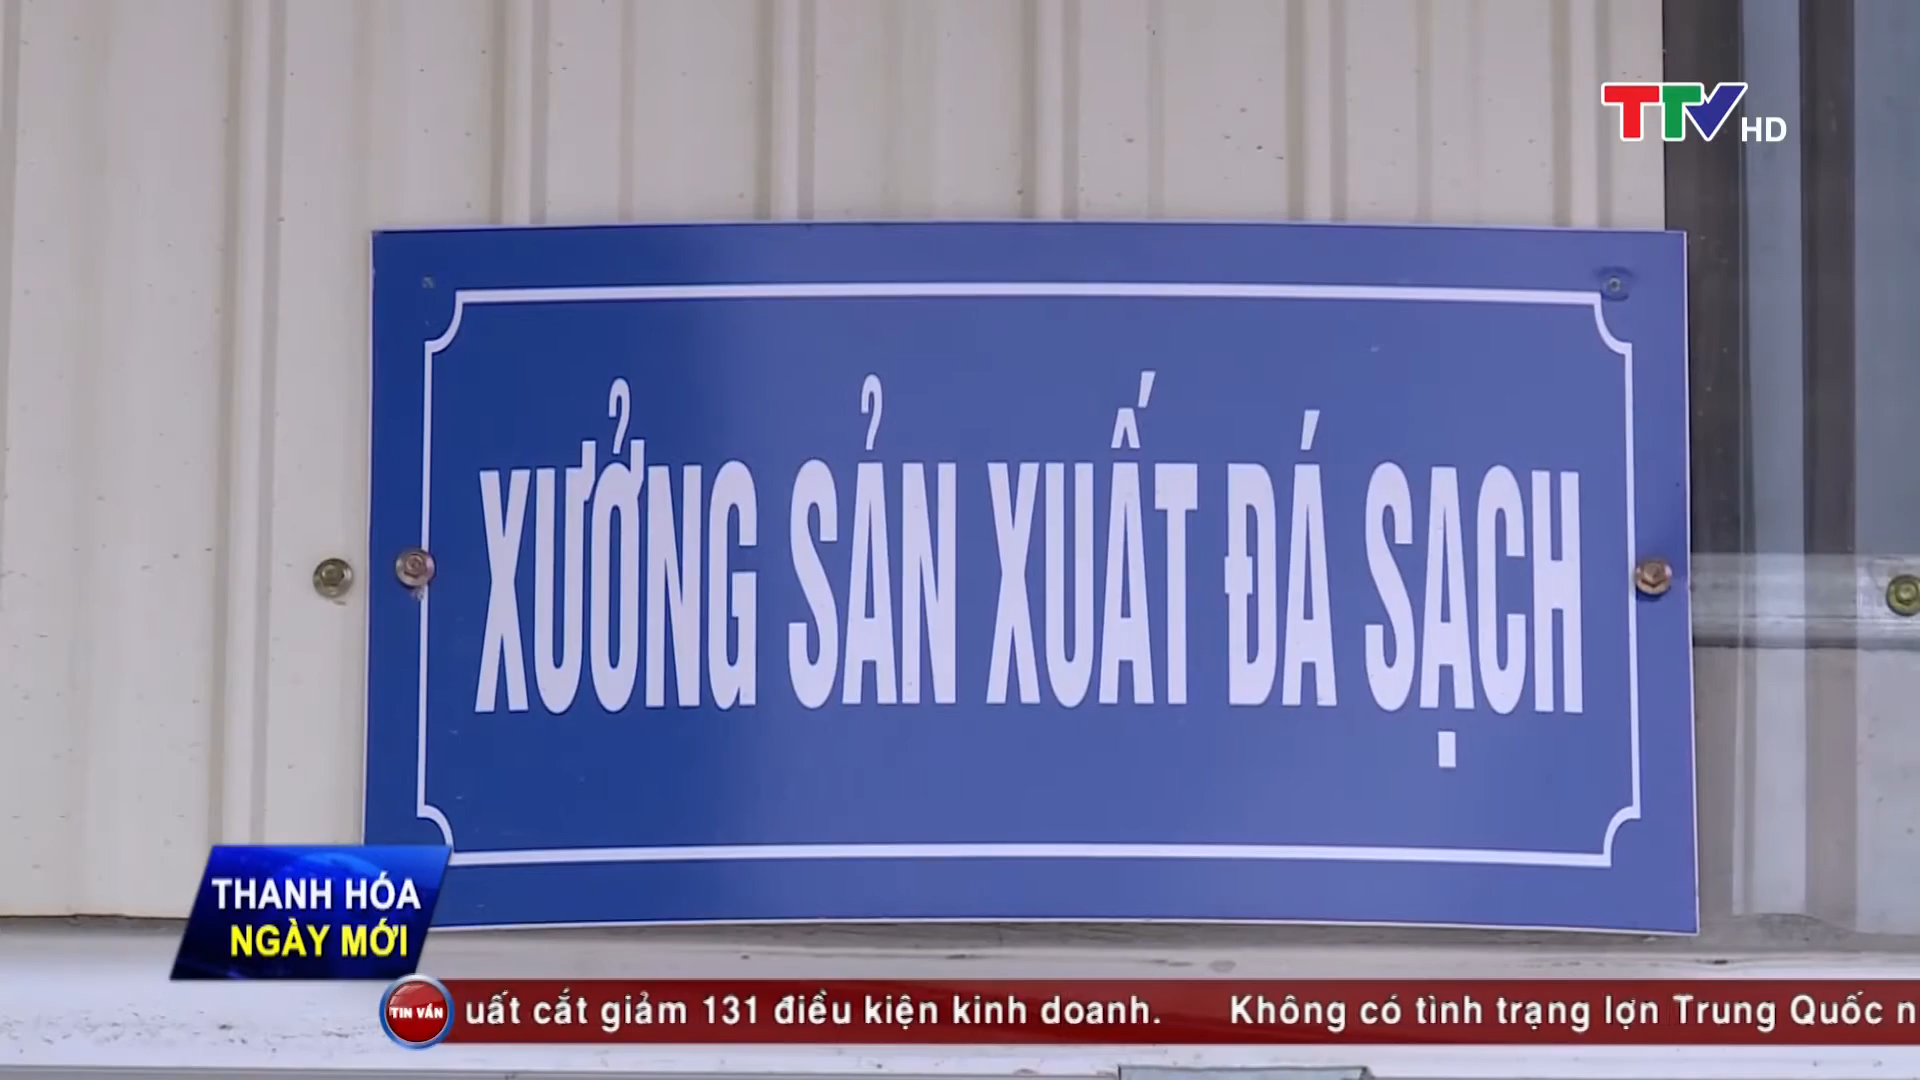 TTV HD
XƯỞNG SẢN XUẤT ĐÁ SẠCH
THANH HÓA
NGÀY MỚI
TIN VẮN
uất cắt giảm 131 điều kiện kinh doanh. Không có tình trạng lợn Trung Quốc n